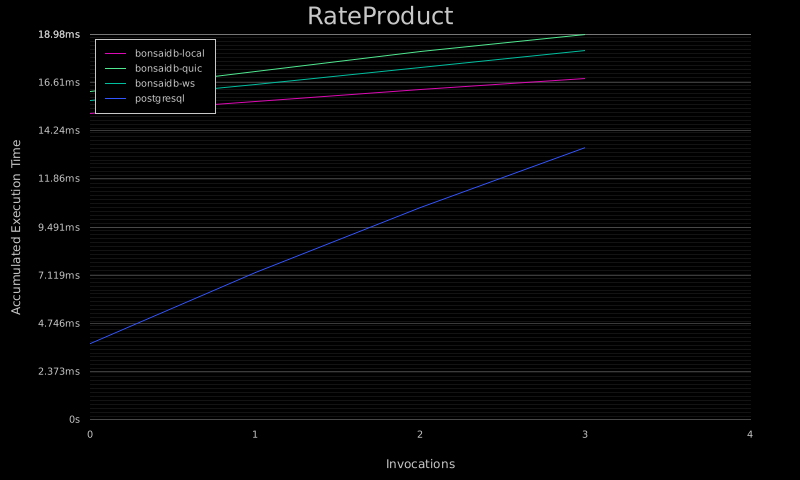 RateProduct
18.98ms
16.61ms
14.24ms
11.86ms
9.491ms
7.119ms
4.746ms
2.373ms
0s
bonsaidb-local
bonsaidb-quic
bonsaidb-ws
postgresql
Accumulated Execution Time
0 1 2 3 4
Invocations